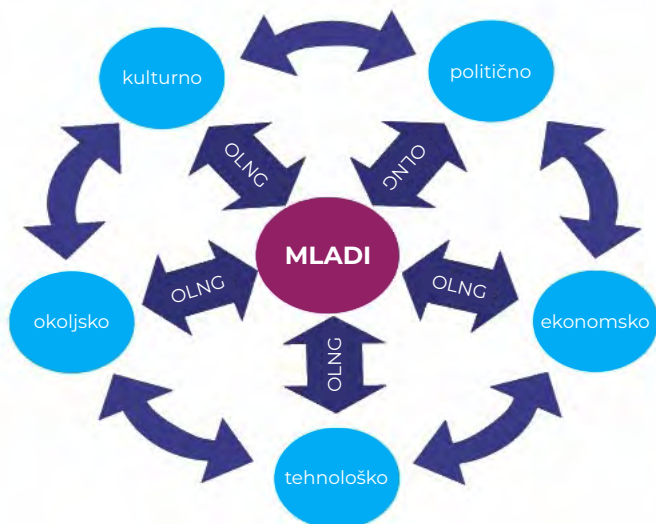 kulturno
politično
OLNG
OLNG
MLADI
okoljsko
OLNG
OLNG
ekonomsko
OLNG
tehnološko